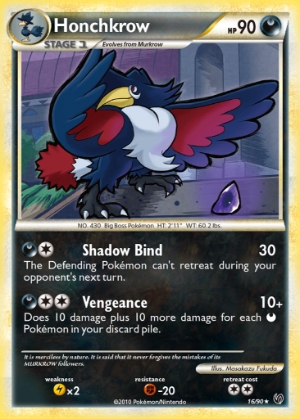 Honchkrow
HP 90
STAGE 1 Evolves from Murkrow
NO. 430 Big Boss Pokémon HT: 2'11" WT: 60.2 lbs.
Shadow Bind 30
The Defending Pokémon can't retreat during your
opponent's next turn.
Vengeance 10+
Does 10 damage plus 10 more damage for each
Pokémon in your discard pile.
It is merciless by nature. It is said that it never forgives the mistakes of its
MURKROW followers.
Illus. Masakazu Fukuda
weakness resistance retreat cost
×2 -20
©2010 Pokémon/Nintendo 16/90 ★